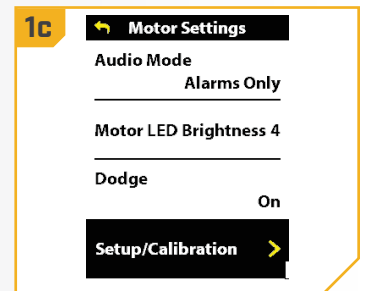 1c
Motor Settings
Audio Mode
Alarms Only
Motor LED Brightness 4
Dodge
On
Setup/Calibration